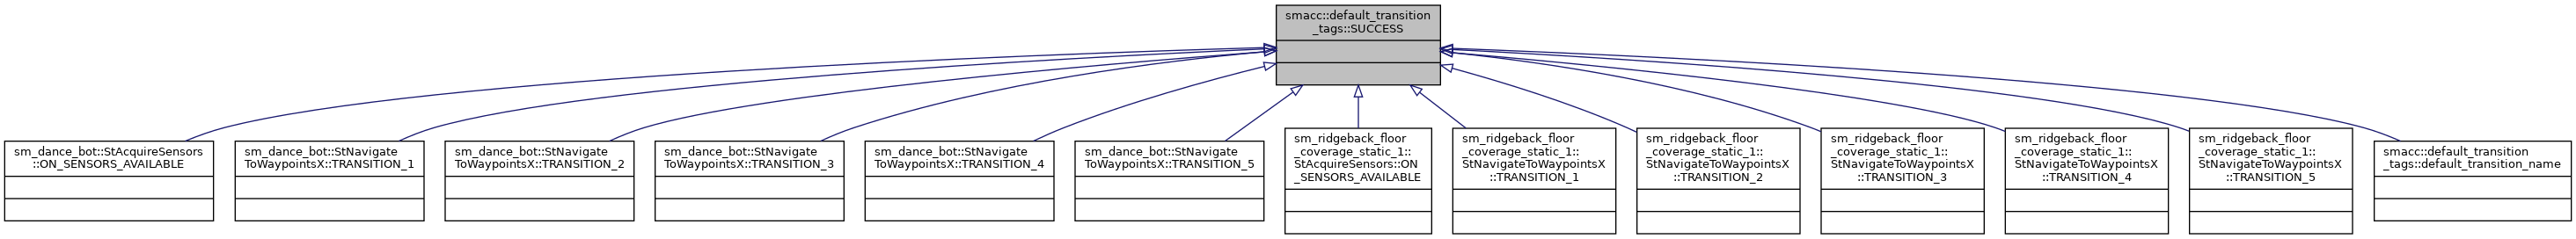 smacc::default_transition
_tags::SUCCESS
sm_dance_bot::StAcquireSensors
::ON_SENSORS_AVAILABLE
sm_dance_bot::StNavigate
ToWaypointsX::TRANSITION_1
sm_dance_bot::StNavigate
ToWaypointsX::TRANSITION_2
sm_dance_bot::StNavigate
ToWaypointsX::TRANSITION_3
sm_dance_bot::StNavigate
ToWaypointsX::TRANSITION_4
sm_dance_bot::StNavigate
ToWaypointsX::TRANSITION_5
sm_ridgeback_floor
_coverage_static_1::
StAcquireSensors::ON
_SENSORS_AVAILABLE
sm_ridgeback_floor
_coverage_static_1::
StNavigateToWaypointsX
::TRANSITION_1
sm_ridgeback_floor
_coverage_static_1::
StNavigateToWaypointsX
::TRANSITION_2
sm_ridgeback_floor
_coverage_static_1::
StNavigateToWaypointsX
::TRANSITION_3
sm_ridgeback_floor
_coverage_static_1::
StNavigateToWaypointsX
::TRANSITION_4
sm_ridgeback_floor
_coverage_static_1::
StNavigateToWaypointsX
::TRANSITION_5
smacc::default_transition
_tags::default_transition_name